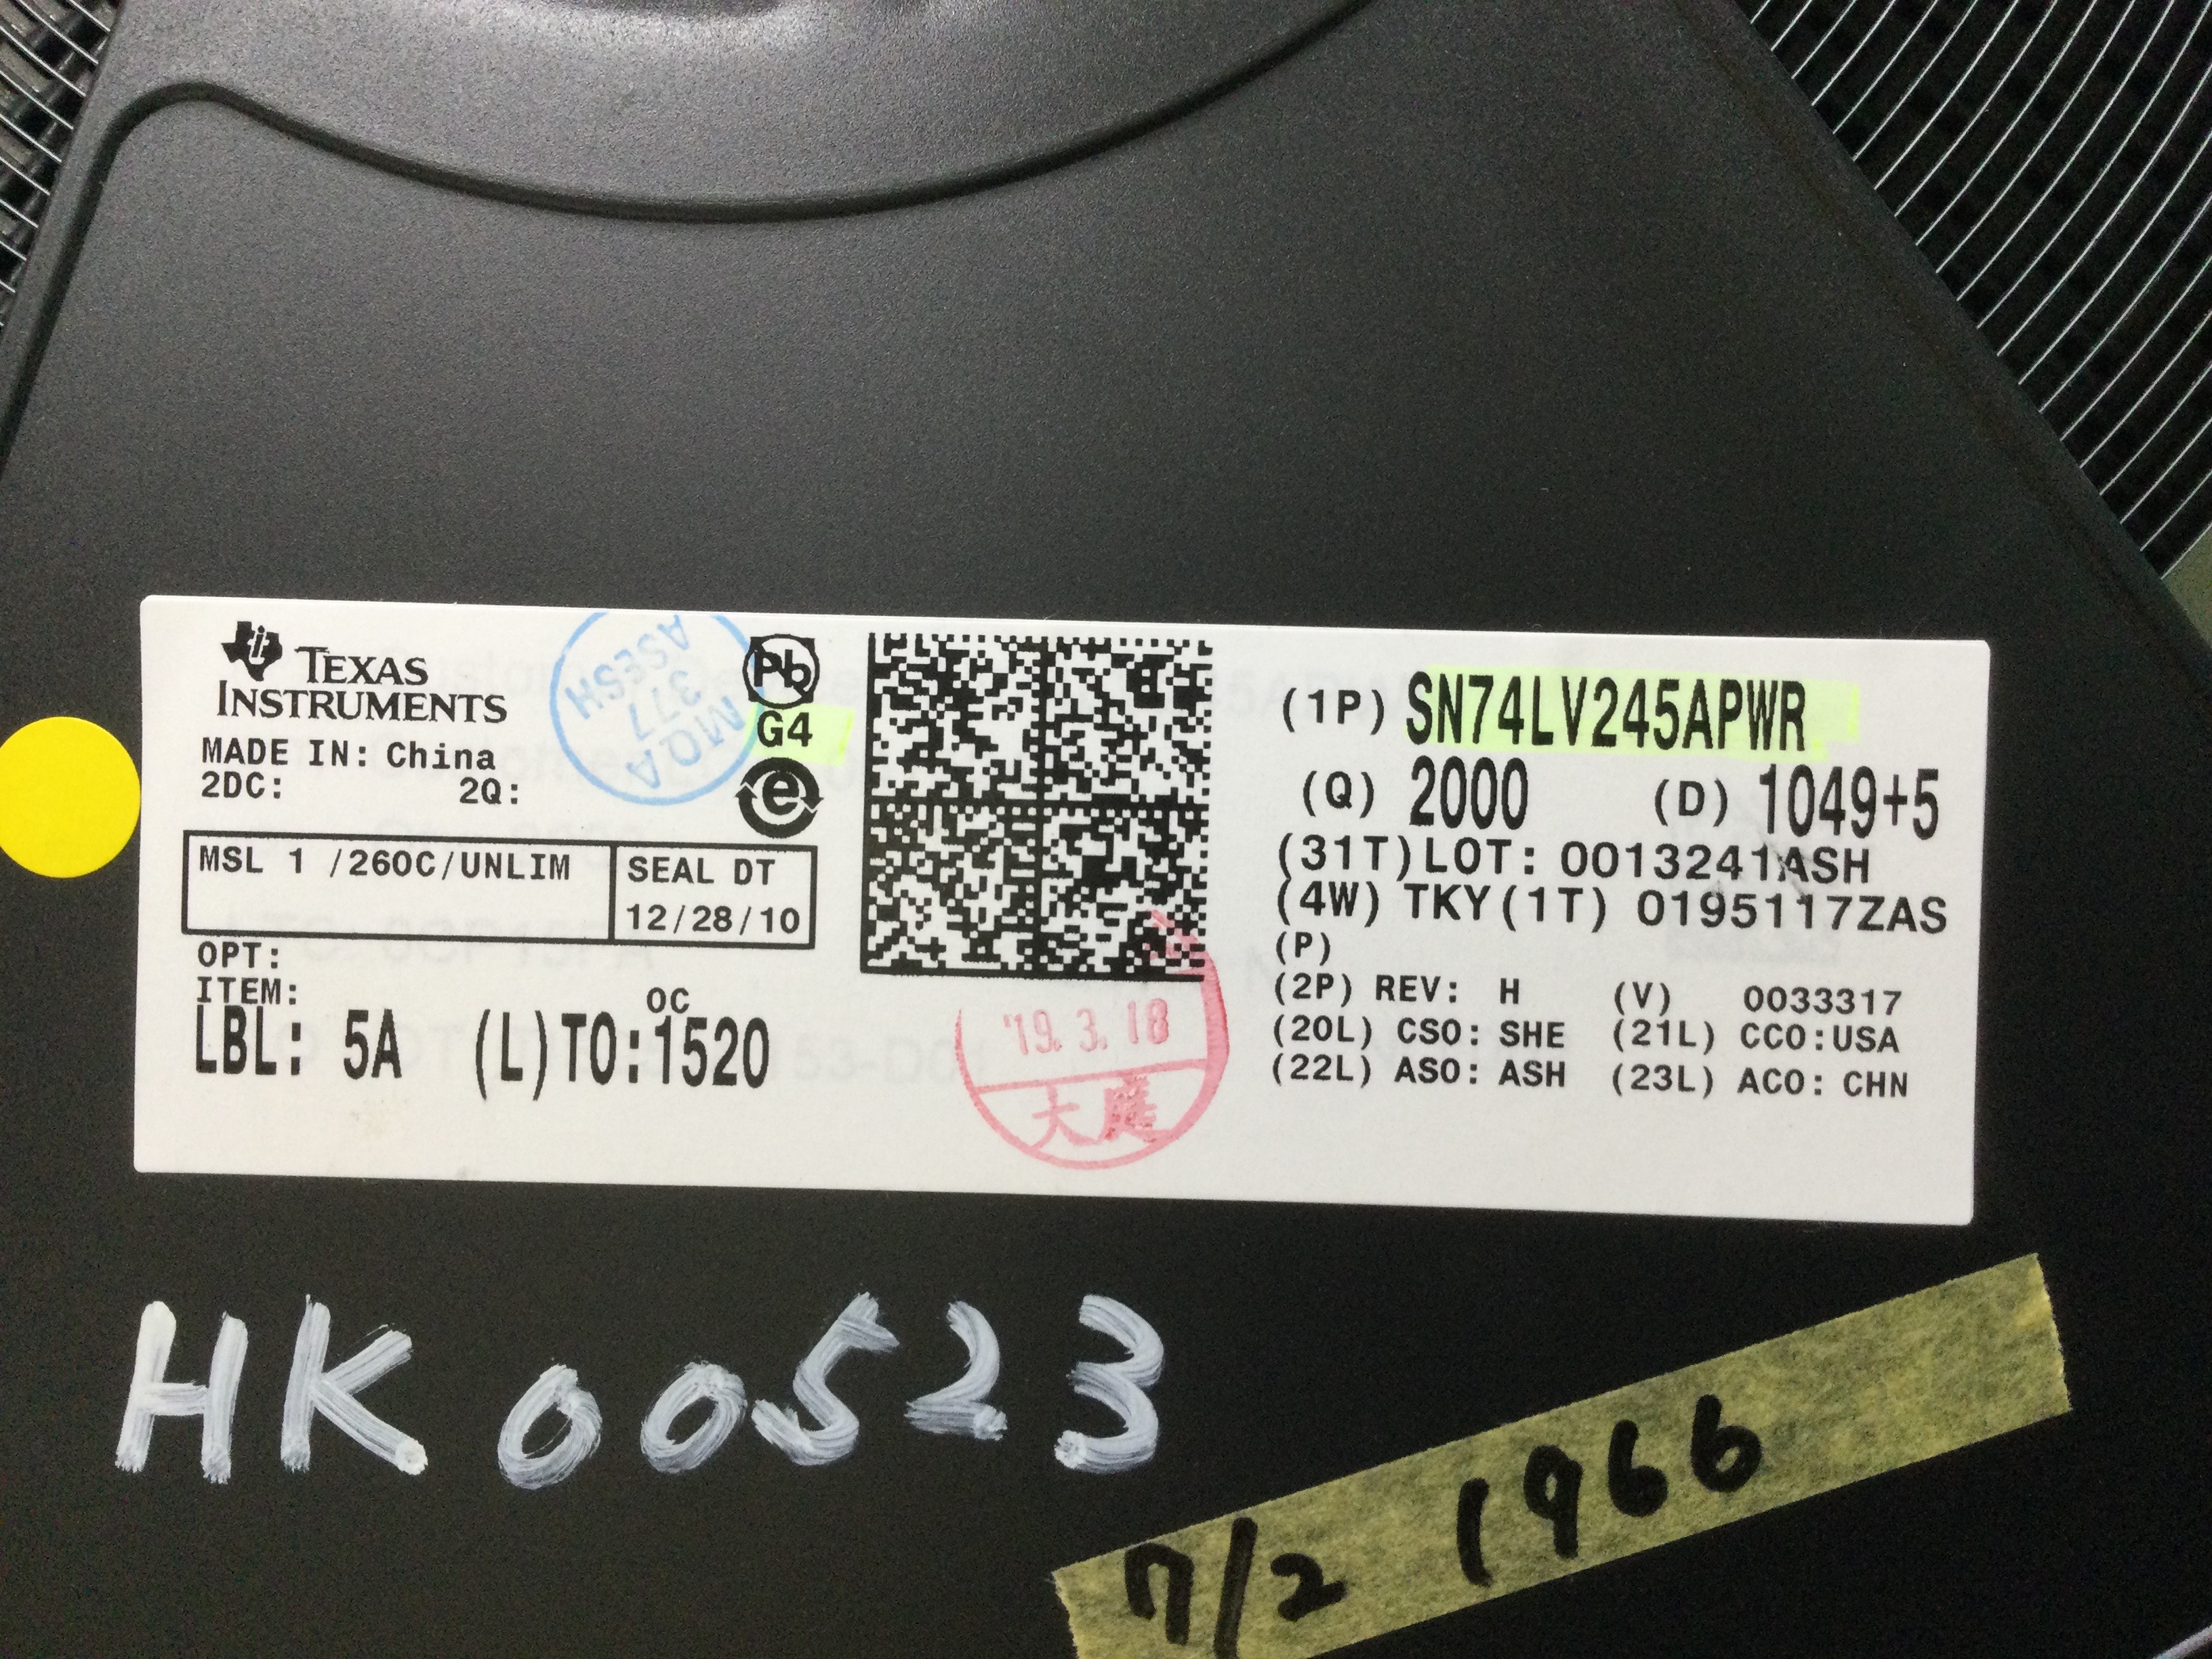 TEXAS
INSTRUMENTS
MADE IN: China
2DC: 2Q:
MQA
377
ASESH
Pb
G4
e
MSL 1 /260C/UNLIM
SEAL DT
12/28/10
OPT:
ITEM:
LBL: 5A (L)TO:1520
OC
(1P) SN74LV245APWR
(Q) 2000 (D) 1049+5
(31T)LOT: 0013241ASH
(4W) TKY(1T) 0195117ZAS
(P)
(2P) REV: H (V) 0033317
(20L) CSO: SHE (21L) CCO:USA
(22L) ASO: ASH (23L) ACO: CHN
'19.3.18
大庭
HK00523
7/2 1966